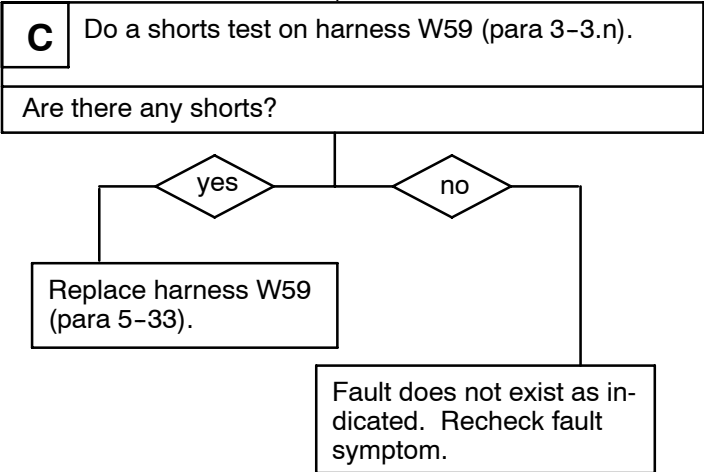 C
Do a shorts test on harness W59 (para 3-3.n).
Are there any shorts?
yes
no
Replace harness W59
(para 5-33).
Fault does not exist as in-
dicated.  Recheck fault
symptom.